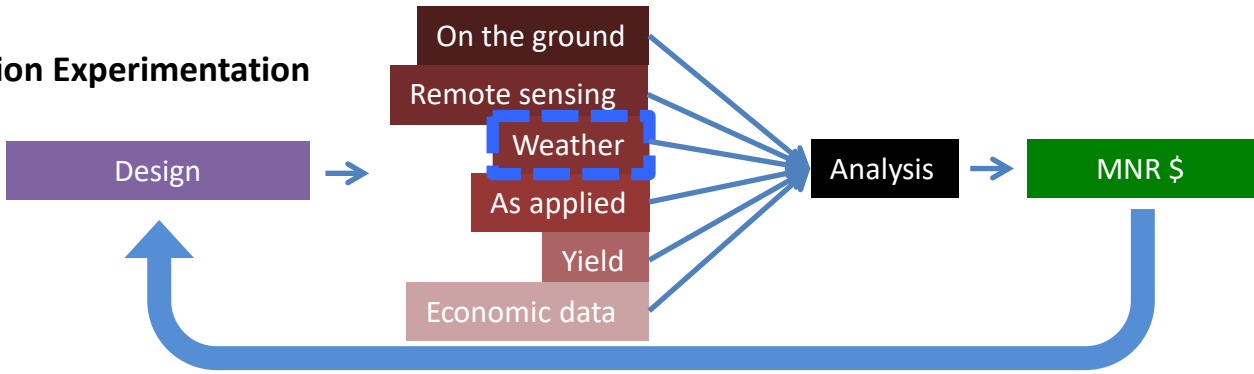 ion Experimentation
Design
On the ground
Remote sensing
Weather
As applied
Yield
Economic data
Analysis
MNR $